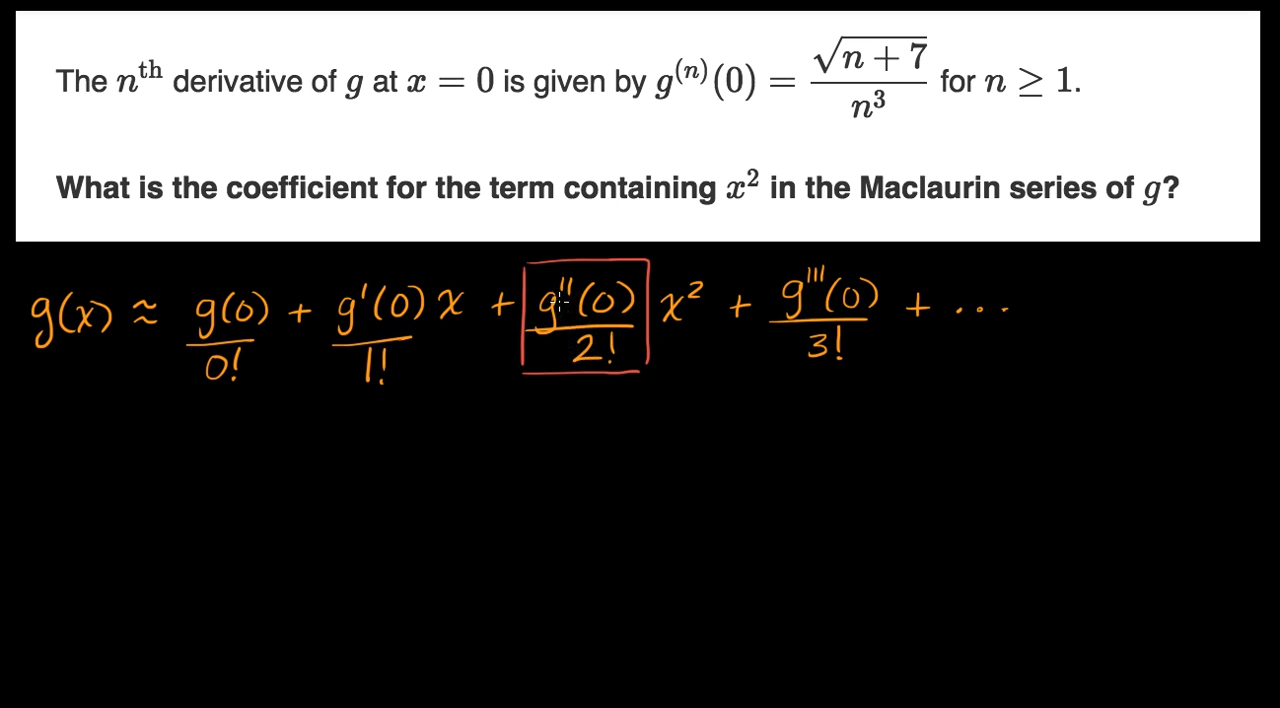 The nᵗʰ derivative of g at x = 0 is given by g⁽ⁿ⁾(0) = √(n + 7) / n³ for n ≥ 1.
What is the coefficient for the term containing x² in the Maclaurin series of g?
g(x) ≈ g(0)/0! + g'(0)/1! x + g''(0)/2! x² + g'''(0)/3! + ...